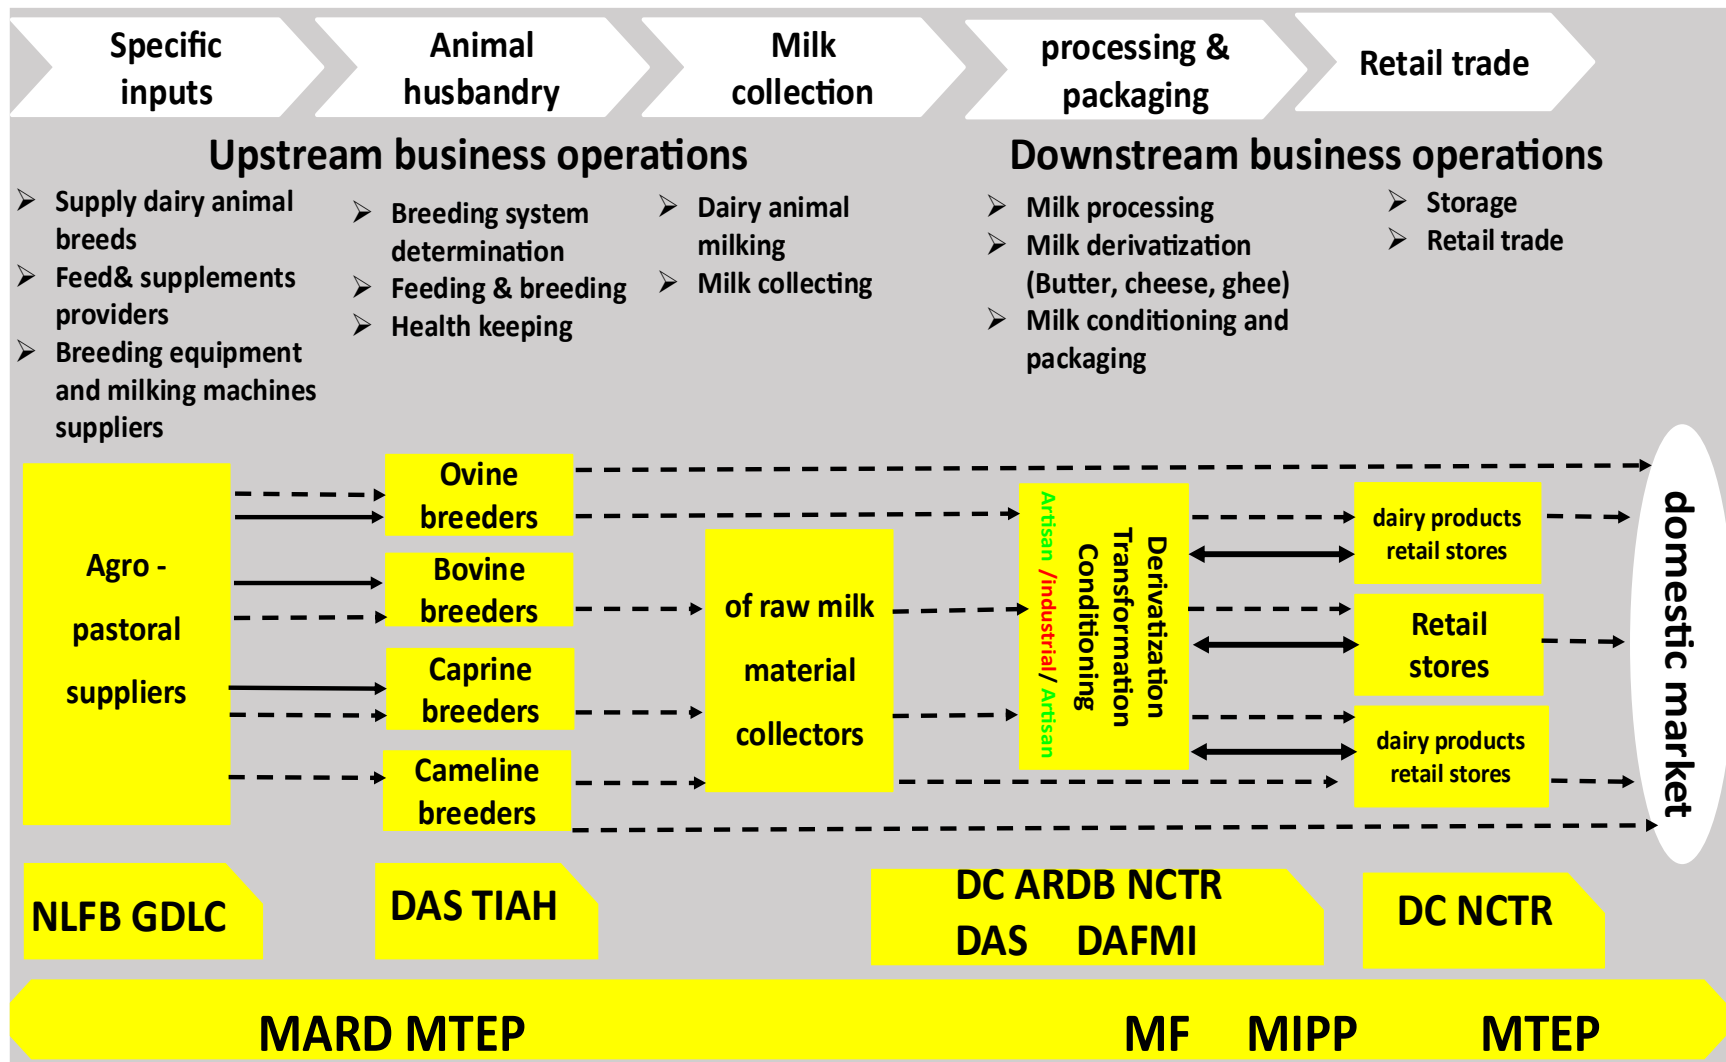 Specific
inputs
Animal
husbandry
Milk
collection
processing &
packaging
Retail trade
Upstream business operations
Downstream business operations
➢ Supply dairy animal
breeds
➢ Feed& supplements
providers
➢ Breeding equipment
and milking machines
suppliers
➢ Breeding system
determination
➢ Feeding & breeding
➢ Health keeping
➢ Dairy animal
milking
➢ Milk collecting
➢ Milk processing
➢ Milk derivatization
(Butter, cheese, ghee)
➢ Milk conditioning and
packaging
➢ Storage
➢ Retail trade
Agro -
pastoral
suppliers
Ovine
breeders
Bovine
breeders
Caprine
breeders
Cameline
breeders
of raw milk
material
collectors
Derivatization
Transformation
Conditioning
Artisan /industrial/ Artisan
dairy products
retail stores
Retail
stores
dairy products
retail stores
domestic market
NLFB GDLC
DAS TIAH
DC ARDB NCTR
DAS DAFMI
DC NCTR
MARD MTEP MF MIPP MTEP